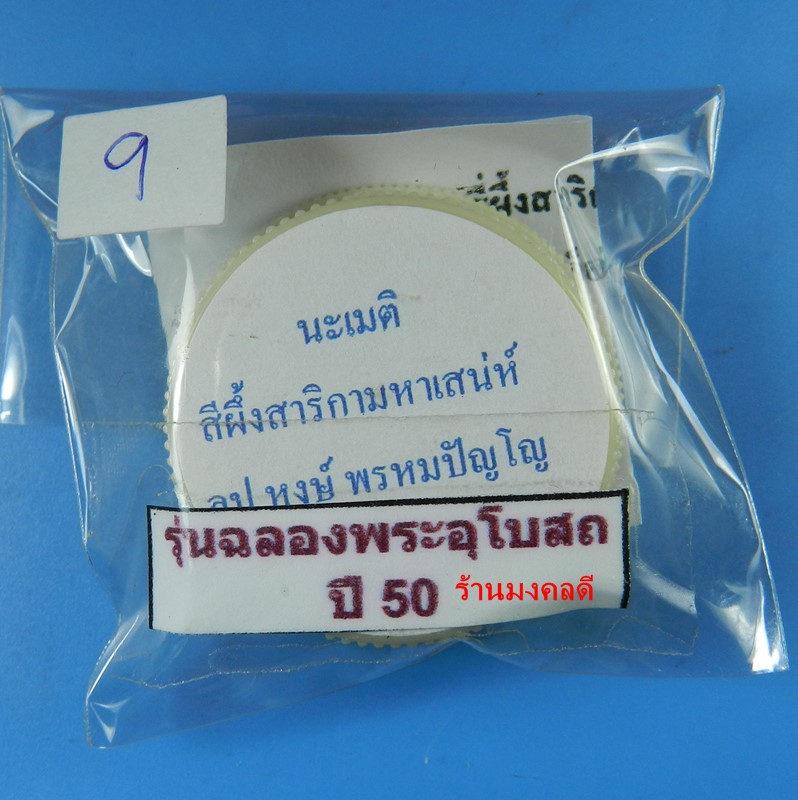 9
นะเมติ
สีผึ้งสาริกามหาเสน่ห์
ลป หงษ์ พรหมปัญโญ
รุ่นฉลองพระอุโบสถ
ปี 50
ร้านมงคลดี